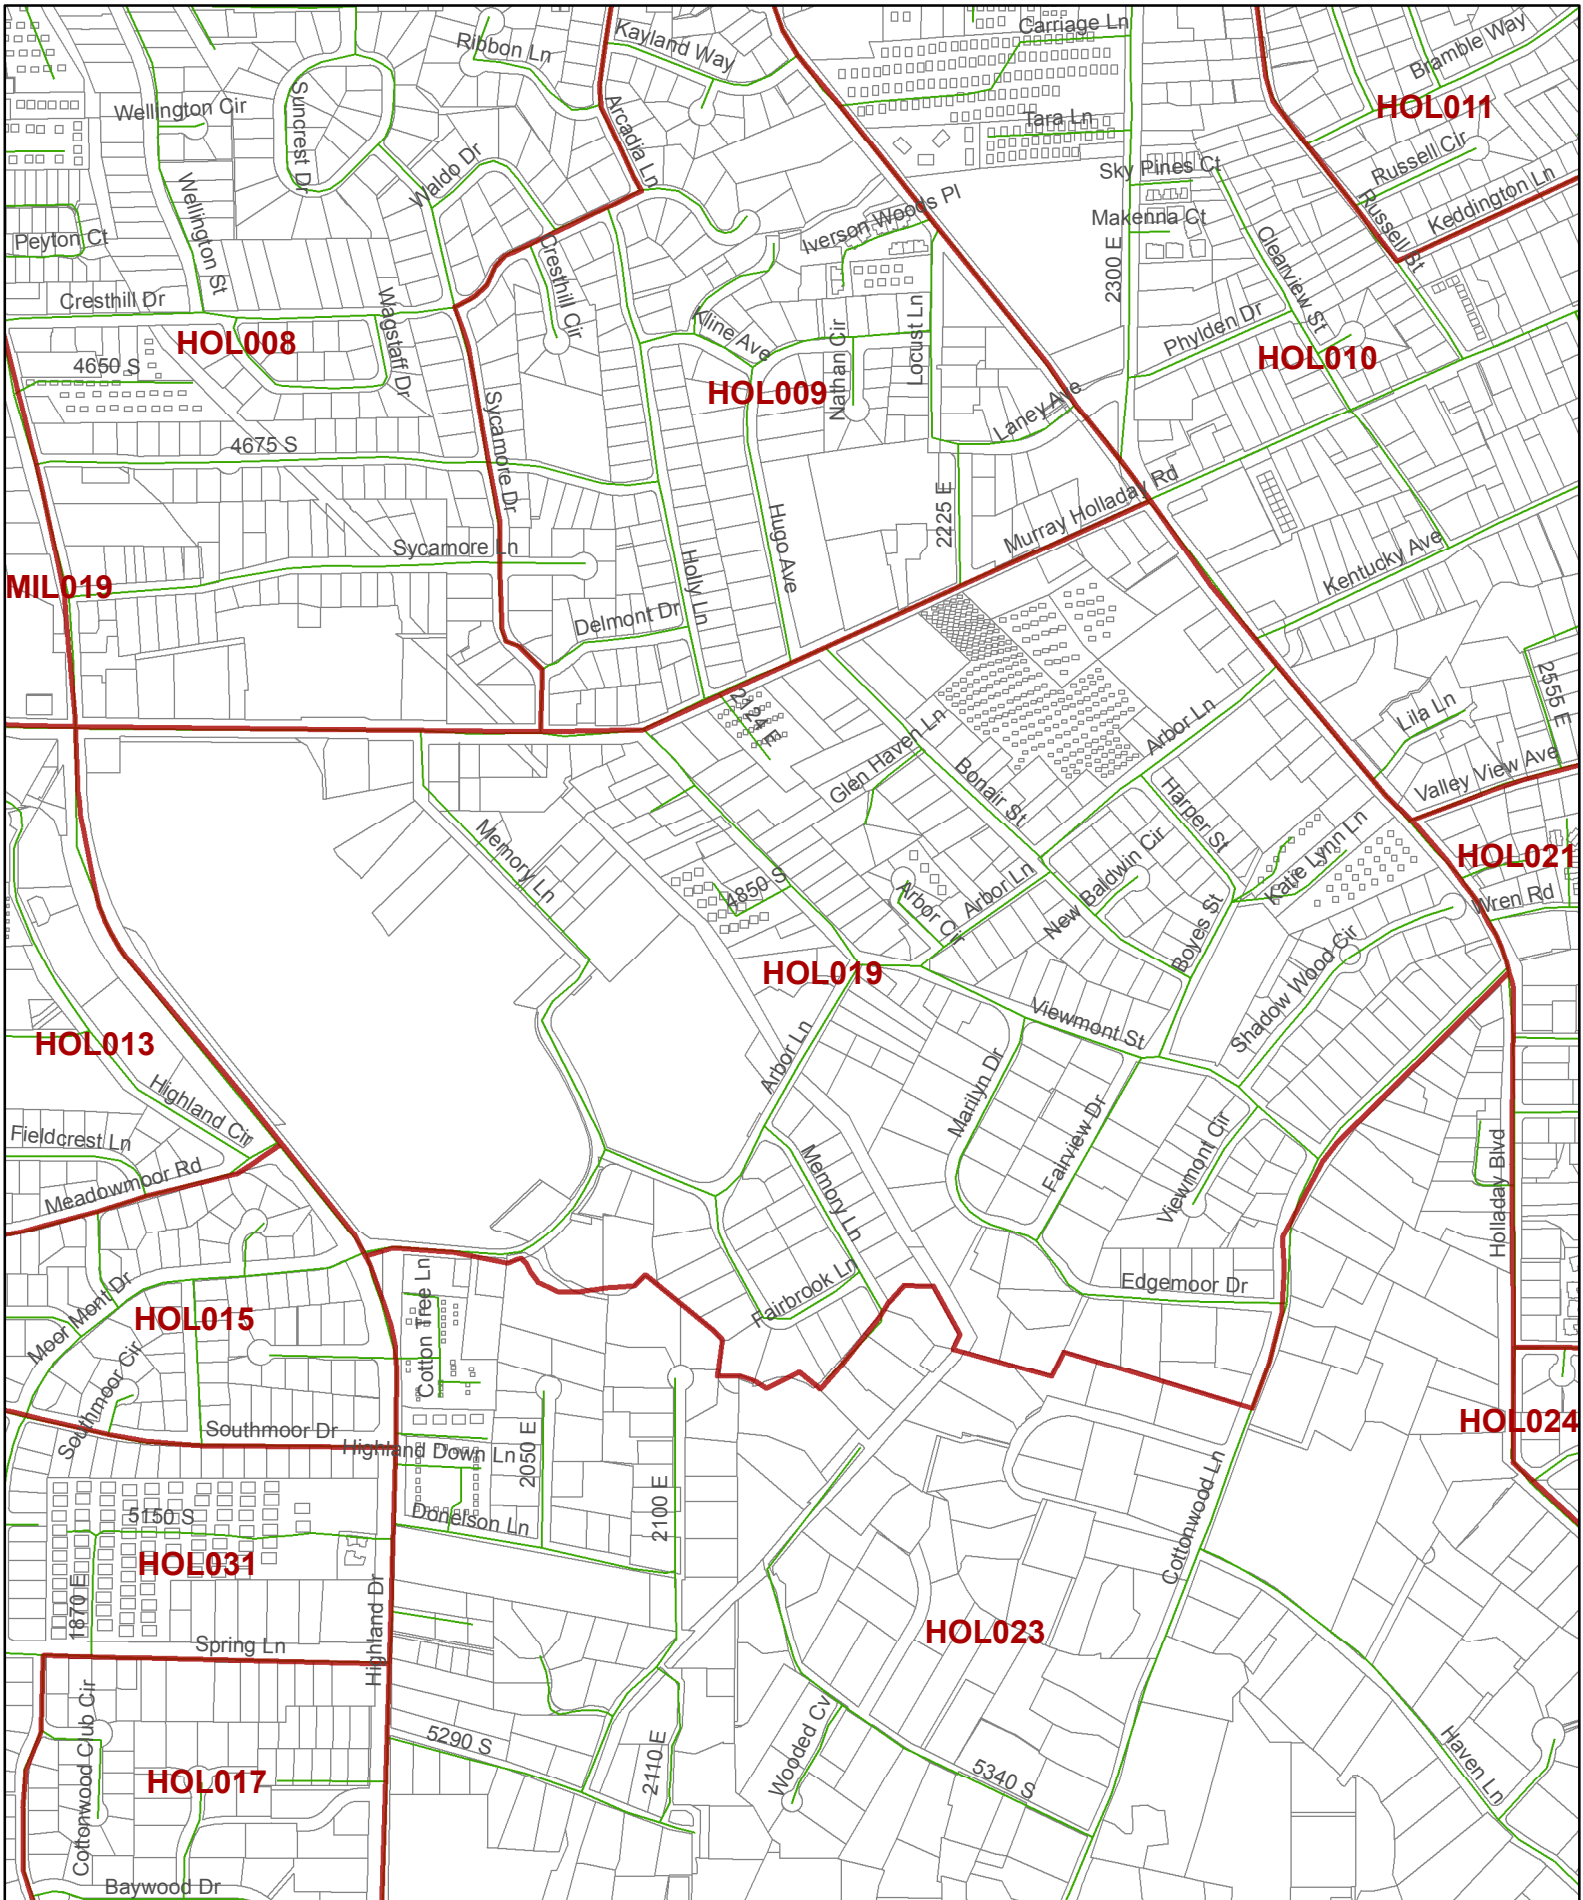 Carriage Ln
Kayland Way
Ribbon Ln
Bramble Way
HOL011
Wellington Cir
Suncrest Dr
Arcadia Ln
Tara Ln
Waldo Dr
Sky Pines Ct
Russell Cir
Keddington Ln
Wellington St
Iverson Woods Pl
Makenna Ct
Russell St
Peyton Ct
2300 E
Clearview St
Cresthill Dr
Wagstaff Dr
Cresthill Cir
Kline Ave
Nathan Cir
Locust Ln
Phylden Dr
HOL008
HOL010
4650 S
HOL009
Laney Ave
4675 S
Sycamore Dr
Murray Holladay Rd
2225 E
Hugo Ave
Sycamore Ln
Holly Ln
Kentucky Ave
MIL019
Delmont Dr
2124 E
Glen Haven Ln
Arbor Ln
Lila Ln
2555 E
Valley View Ave
Bonair St
Harper St
Memory Ln
Katie Lynn Ln
HOL021
4850 S
Arbor Cir
Arbor Ln
New Baldwin Cir
Wren Rd
Boyes St
HOL019
Shadow Wood Cir
Viewmont St
HOL013
Arbor Ln
Marilyn Dr
Highland Cir
Fieldcrest Ln
Fairview Dr
Viewmont Cir
Meadowmoor Rd
Memory Ln
Holladay Blvd
Edgemoor Dr
Fairbrook Ln
Moor Mont Dr
HOL015
Cotton Tree Ln
Southmoor Cir
Southmoor Dr
HOL024
Highland Down Ln
2050 E
2100 E
5150 S
Donelson Ln
Cottonwood Ln
HOL031
1870 E
Highland Dr
HOL023
Spring Ln
Cottonwood Club Cir
5290 S
2110 E
Wooded Cv
5340 S
Haven Ln
HOL017
Baywood Dr